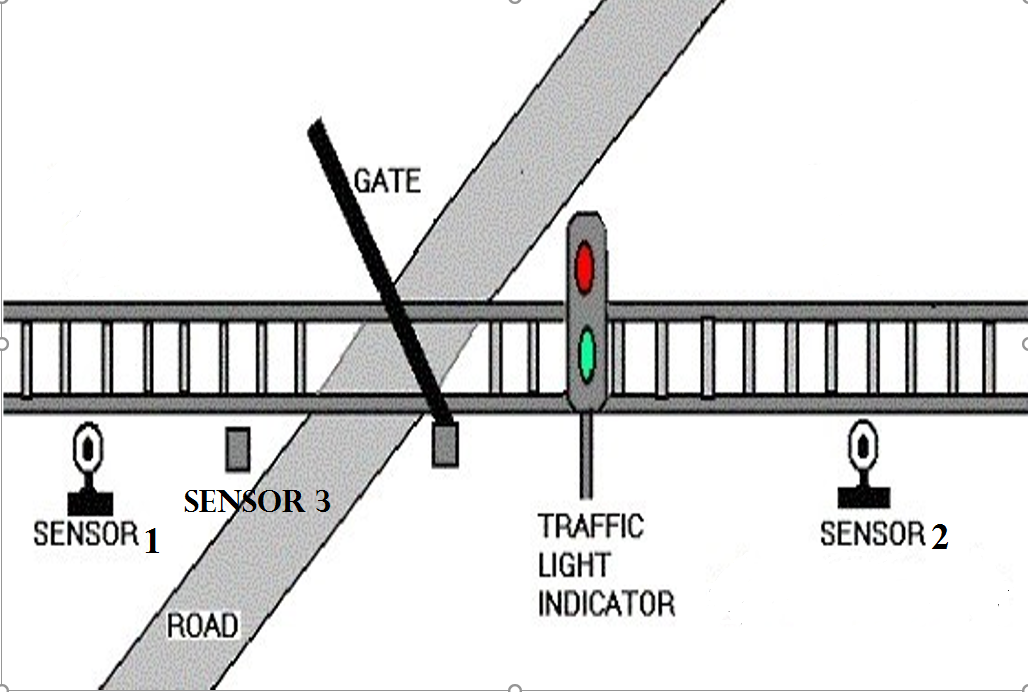 GATE
SENSOR 3
SENSOR 1
SENSOR 2
TRAFFIC
LIGHT
INDICATOR
ROAD